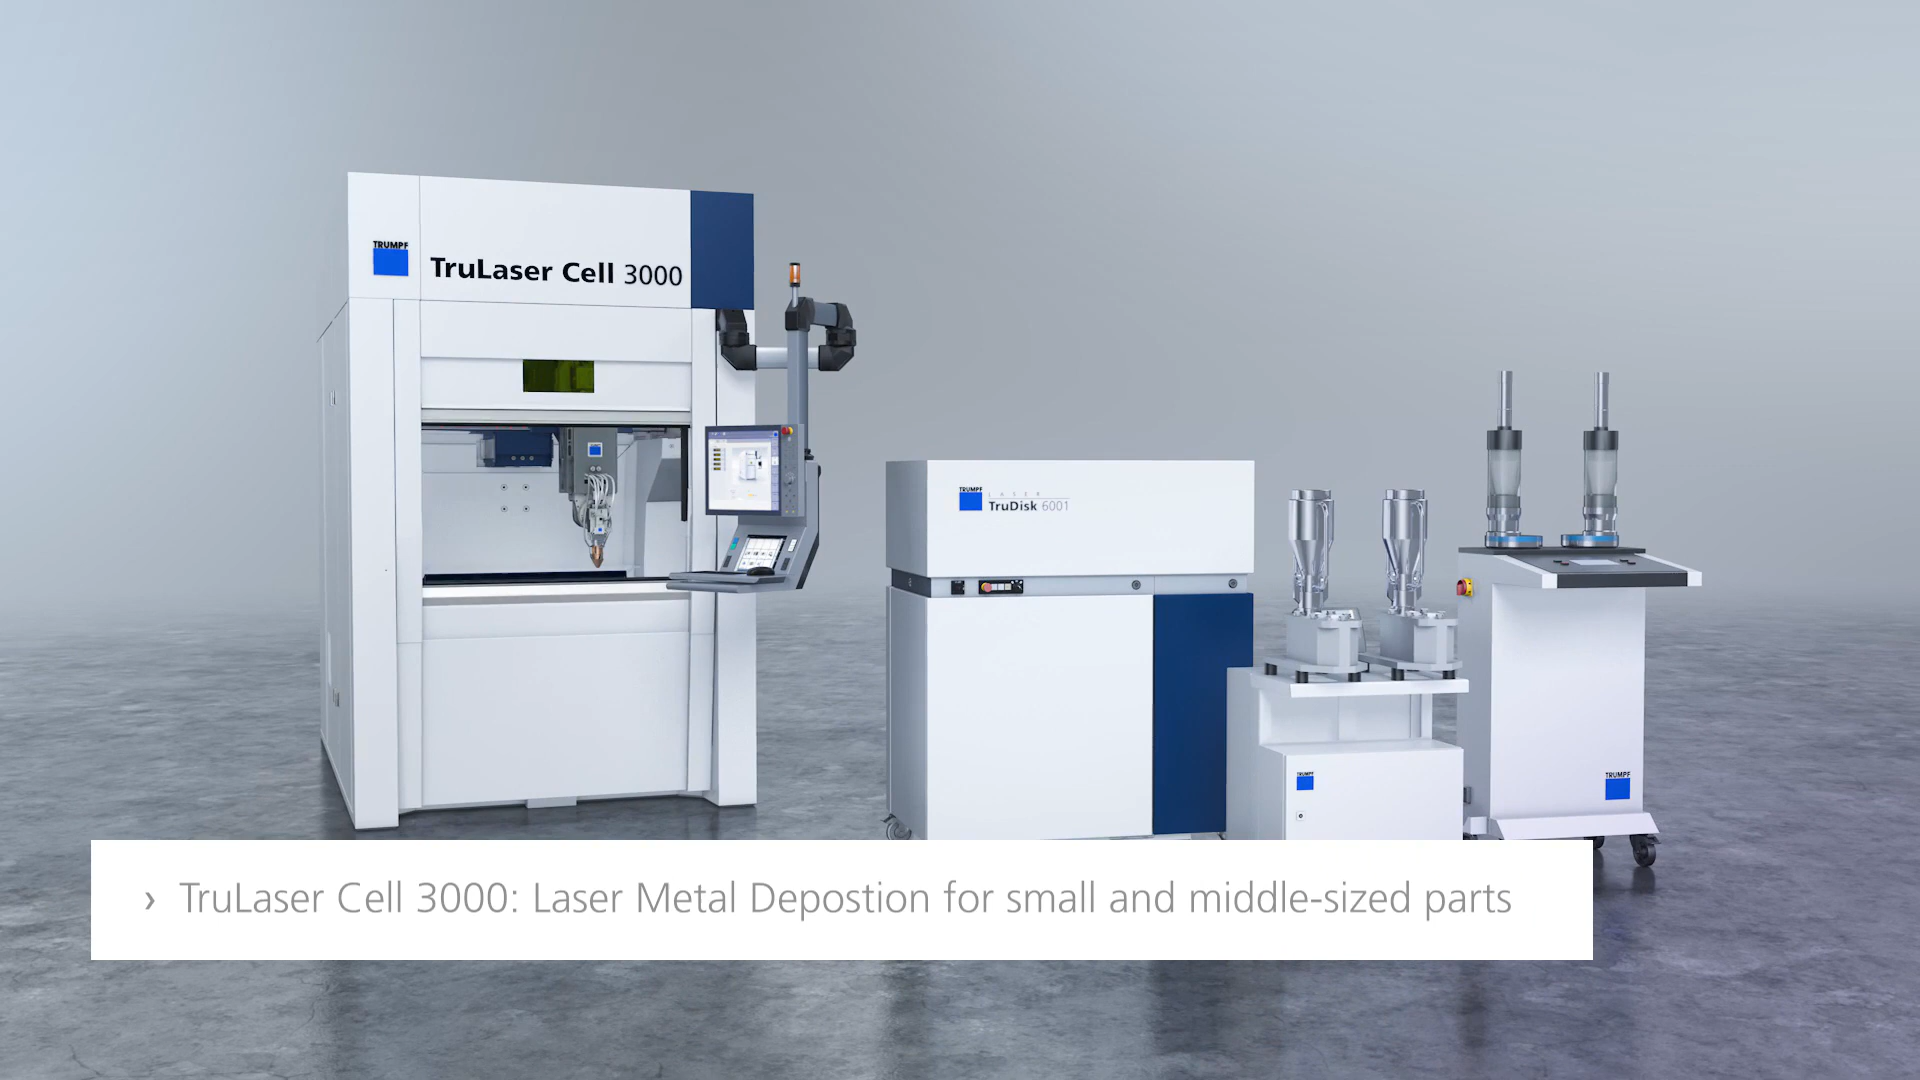 TRUMPF
TruLaser Cell 3000
TRUMPF
LASER
TruDisk 6001
TRUMPF
TRUMPF
› TruLaser Cell 3000: Laser Metal Depostion for small and middle-sized parts